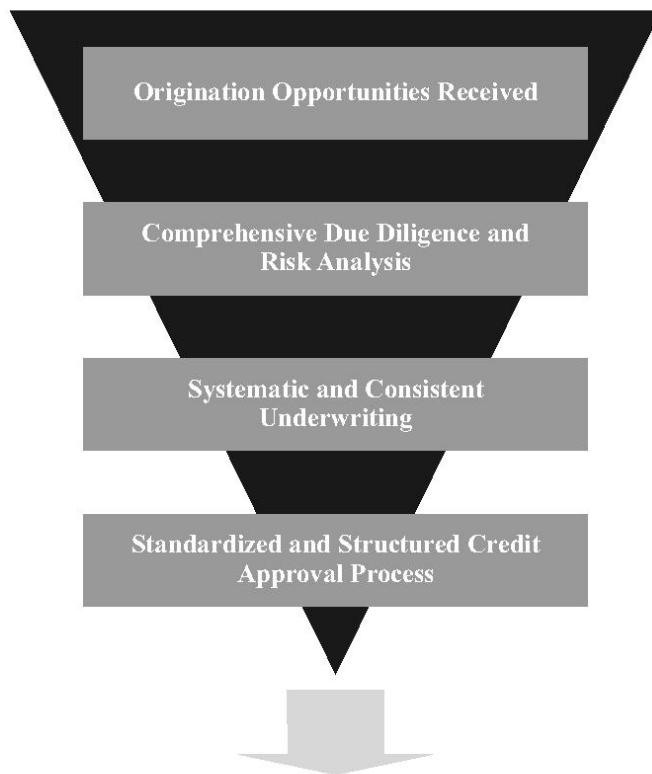 Origination Opportunities Received
Comprehensive Due Diligence and
Risk Analysis
Systematic and Consistent
Underwriting
Standardized and Structured Credit
Approval Process